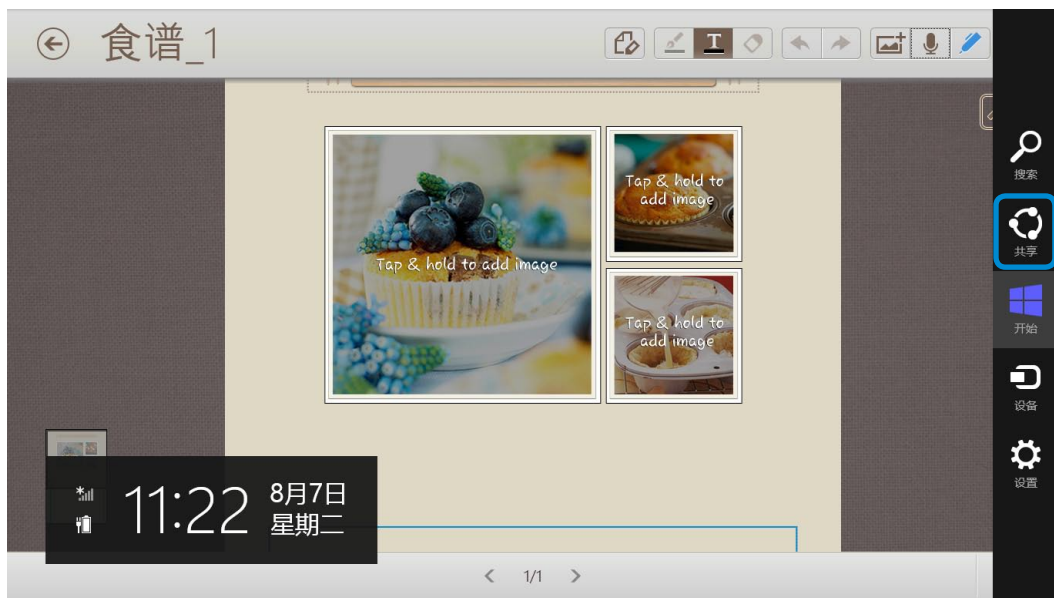 食谱_1
T
Tap & hold to add image
Tap & hold to
add image
Tap & hold to
add image
搜索
共享
开始
设备
设置
11:22
8月7日
星期二
1/1